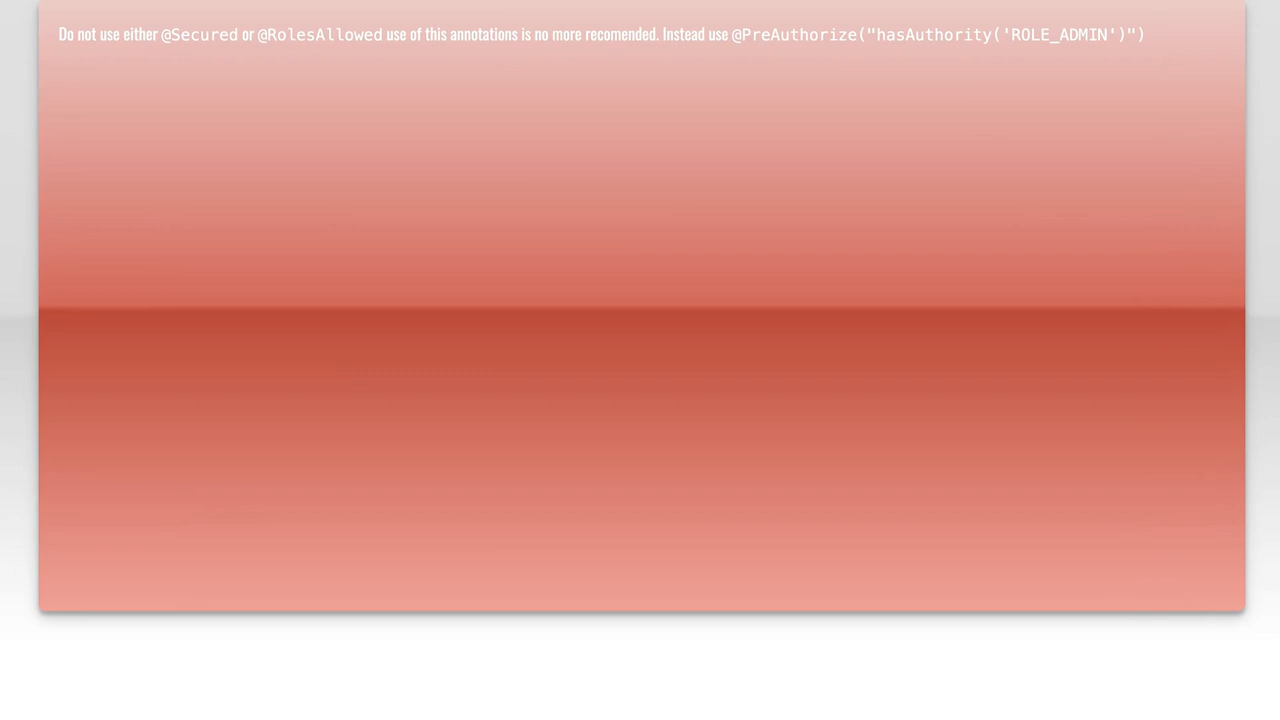 Do not use either @Secured or @RolesAllowed use of this annotations is no more recomended. Instead use @PreAuthorize("hasAuthority('ROLE_ADMIN')")